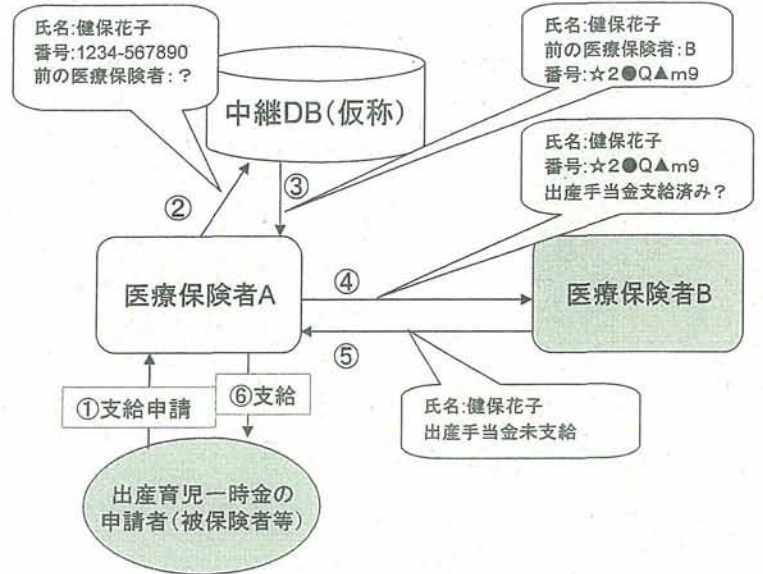 氏名:健保花子
番号:1234-567890
前の医療保険者:？
中継DB(仮称)
氏名:健保花子
前の医療保険者:B
番号:☆2●Q▲m9
氏名:健保花子
番号:☆2●Q▲m9
出産手当金支給済み？
②
③
医療保険者A
④
医療保険者B
⑤
①支給申請
⑥支給
氏名:健保花子
出産手当金未支給
出産育児一時金の
申請者(被保険者等)